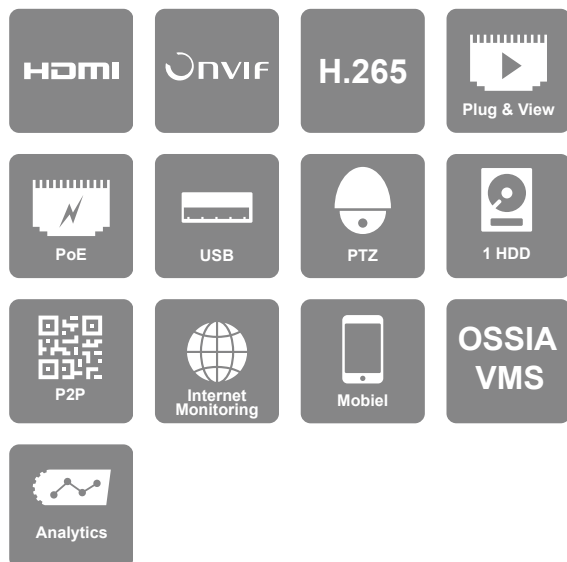 HDMI
ONVIF
H.265
Plug & View
PoE
USB
PTZ
1 HDD
P2P
Internet
Monitoring
Mobiel
OSSIA
VMS
Analytics